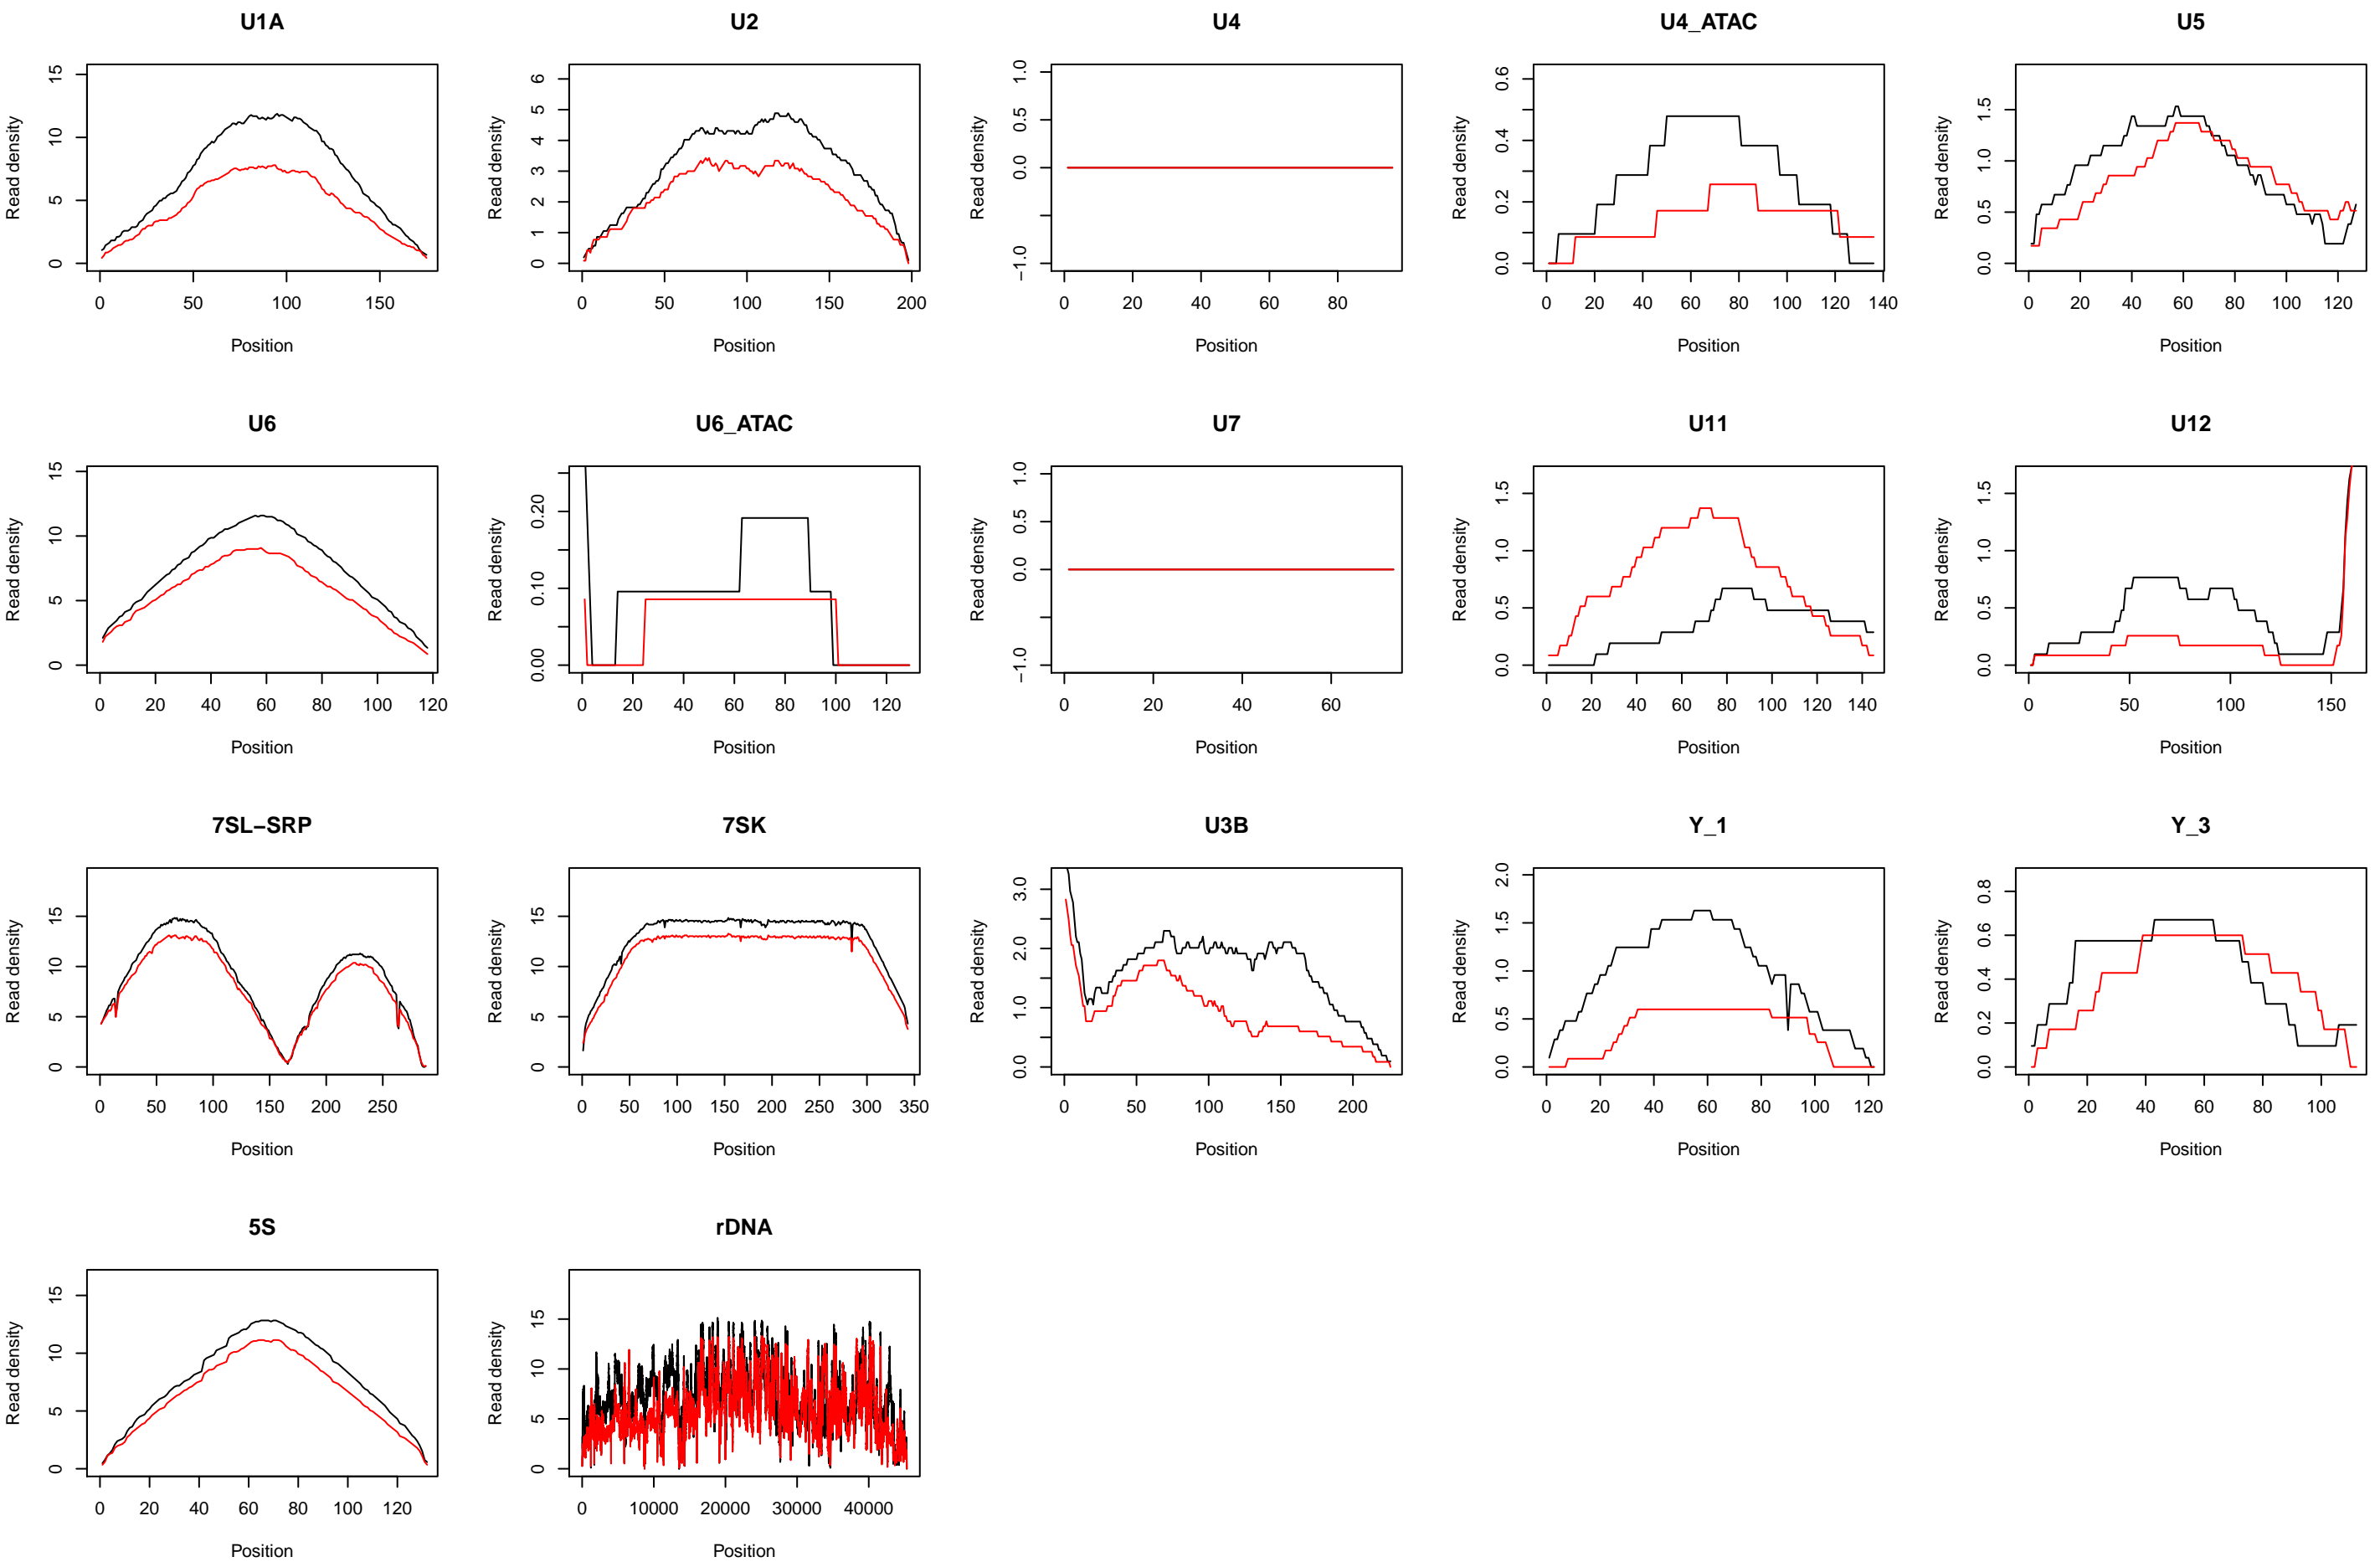 U1A
Read density
0 5 10 15
0 50 100 150
Position
U2
Read density
0 1 2 3 4 5 6
0 50 100 150 200
Position
U4
Read density
−1.0 0.0 0.5 1.0
0 20 40 60 80
Position
U4_ATAC
Read density
0.0 0.2 0.4 0.6
0 20 40 60 80 100 120 140
Position
U5
Read density
0.0 0.5 1.0 1.5
0 20 40 60 80 100 120
Position
U6
Read density
0 5 10 15
0 20 40 60 80 100 120
Position
U6_ATAC
Read density
0.00 0.10 0.20
0 20 40 60 80 100 120
Position
U7
Read density
−1.0 0.0 0.5 1.0
0 20 40 60
Position
U11
Read density
0.0 0.5 1.0 1.5
0 20 40 60 80 100 120 140
Position
U12
Read density
0.0 0.5 1.0 1.5
0 50 100 150
Position
7SL−SRP
Read density
0 5 10 15
0 50 100 150 200 250
Position
7SK
Read density
0 5 10 15
0 50 100 150 200 250 300 350
Position
U3B
Read density
0.0 1.0 2.0 3.0
0 50 100 150 200
Position
Y_1
Read density
0.0 0.5 1.0 1.5 2.0
0 20 40 60 80 100 120
Position
Y_3
Read density
0.0 0.2 0.4 0.6 0.8
0 20 40 60 80 100
Position
5S
Read density
0 5 10 15
0 20 40 60 80 100 120
Position
rDNA
Read density
0 5 10 15
0 10000 20000 30000 40000
Position